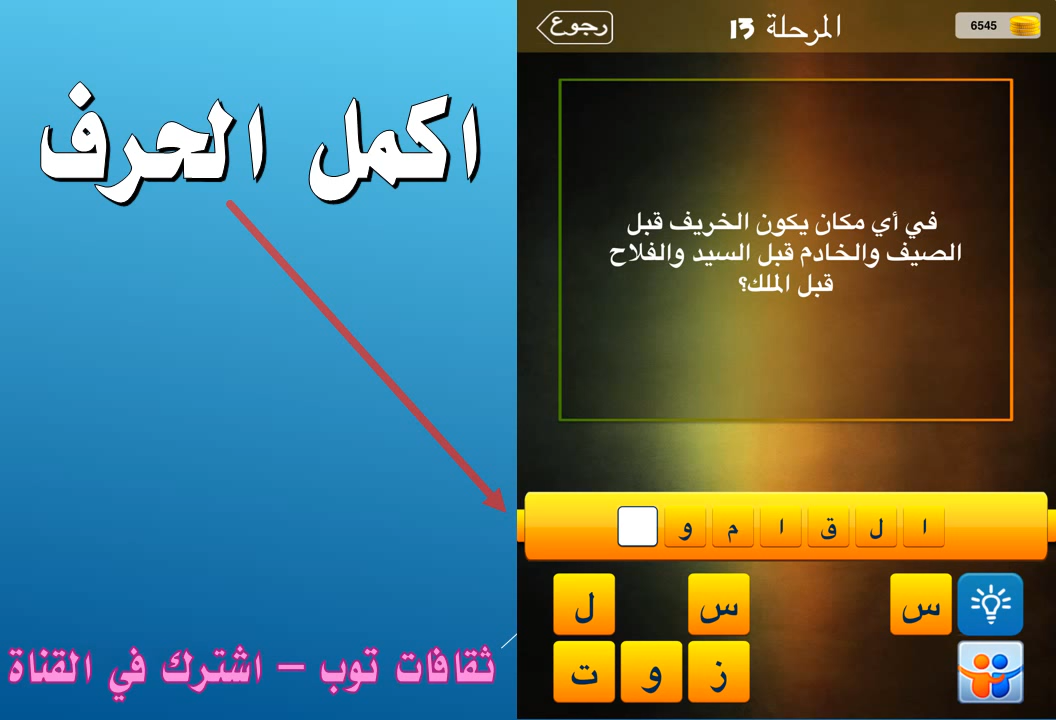 اكمل الحرف
ثقافات توب – اشترك في القناة
رجوع
المرحلة 13
6545
في أي مكان يكون الخريف قبل
الصيف والخادم قبل السيد والفلاح
قبل الملك؟
ا ل ق ا م و
س س ل
ز و ت